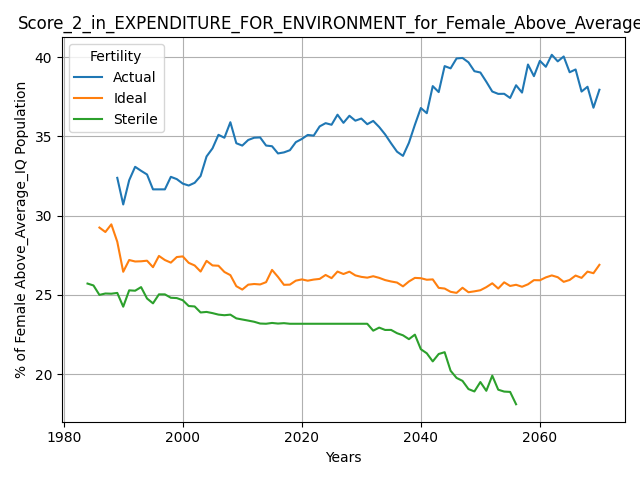 Score_2_in_EXPENDITURE_FOR_ENVIRONMENT_for_Female_Above_Average
Fertility
Actual
Ideal
Sterile
% of Female Above_Average_IQ Population
40
35
30
25
20
1980
2000
2020
2040
2060
Years